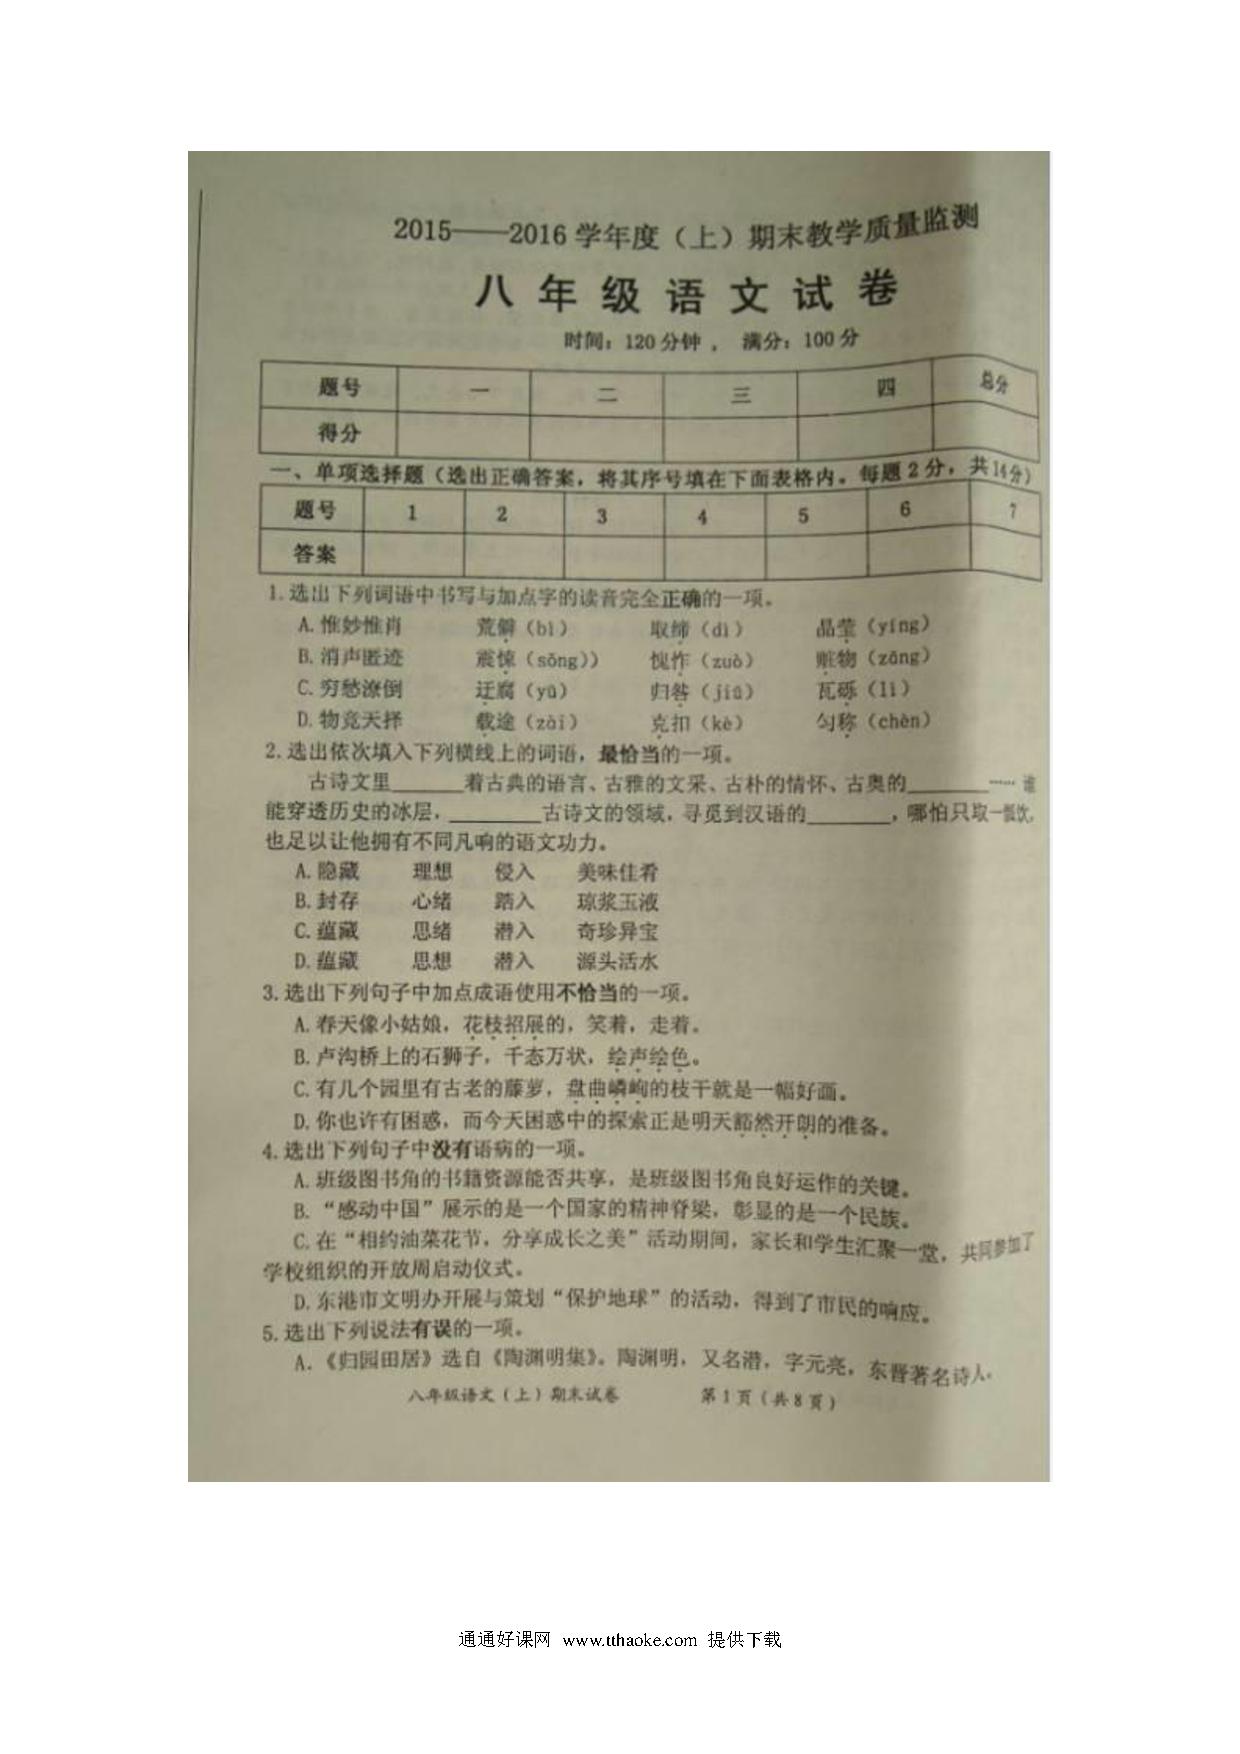 2015——2016 学年度（上）期末教学质量监测
八年级语文试卷
时间：120 分钟 ， 满分：100 分
题号 一 二 三 四 总分
得分
一、单项选择题（选出正确答案，将其序号填在下面表格内。每题 2 分，共 14 分）
题号 1 2 3 4 5 6 7
答案
1. 选出下列词语中书写与加点字的读音完全正确的一项。
A. 惟妙惟肖 荒僻（bì） 取缔（dì） 晶莹（yíng）
B. 消声匿迹 震悚（sǒng）） 愧怍（zuò） 赃物（zāng）
C. 穷愁潦倒 迂腐（yū） 归咎（jiū） 瓦砾（lì）
D. 物竞天择 载途（zài） 克扣（kè） 匀称（chèn）
2. 选出依次填入下列横线上的词语，最恰当的一项。
古诗文里______着古典的语言、古雅的文采、古朴的情怀、古奥的_______…… 谁
能穿透历史的冰层，________古诗文的领域，寻觅到汉语的_______，哪怕只取一瓢饮，
也足以让他拥有不同凡响的语文功力。
A. 隐藏 理想 侵入 美味佳肴
B. 封存 心绪 踏入 琼浆玉液
C. 蕴藏 思绪 潜入 奇珍异宝
D. 蕴藏 思想 潜入 源头活水
3. 选出下列句子中加点成语使用不恰当的一项。
A. 春天像小姑娘，花枝招展的，笑着，走着。
B. 卢沟桥上的石狮子，千态万状，绘声绘色。
C. 有几个园里有古老的藤萝，盘曲嶙峋的枝干就是一幅好画。
D. 你也许有困惑，而今天困惑中的探索正是明天豁然开朗的准备。
4. 选出下列句子中没有语病的一项。
A. 班级图书角的书籍资源能否共享，是班级图书角良好运作的关键。
B. “感动中国”展示的是一个国家的精神脊梁，彰显的是一个民族。
C. 在“相约油菜花节，分享成长之美”活动期间，家长和学生汇聚一堂，共同参加了
学校组织的开放周启动仪式。
D. 东港市文明办开展与策划“保护地球”的活动，得到了市民的响应。
5. 选出下列说法有误的一项。
A. 《归园田居》选自《陶渊明集》。陶渊明，又名潜，字元亮，东晋著名诗人.
八年级语文（上）期末试卷 第 1 页（共 8 页）
通通好课网 www.tthaoke.com 提供下载